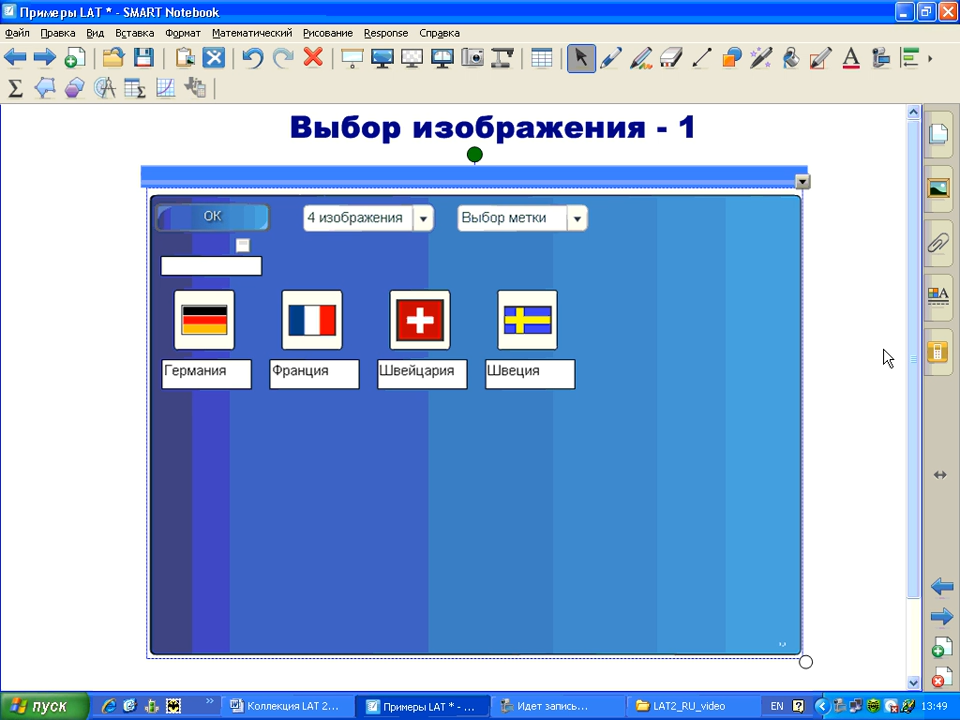 Примеры LAT * - SMART Notebook
Файл Правка Вид Вставка Формат Математический Рисование Response Справка
Выбор изображения - 1
ОК 4 изображения Выбор метки
Германия Франция Швейцария Швеция
пуск Коллекция LAT 2... Примеры LAT * - ... Идет запись... LAT2_RU_video EN 13:49